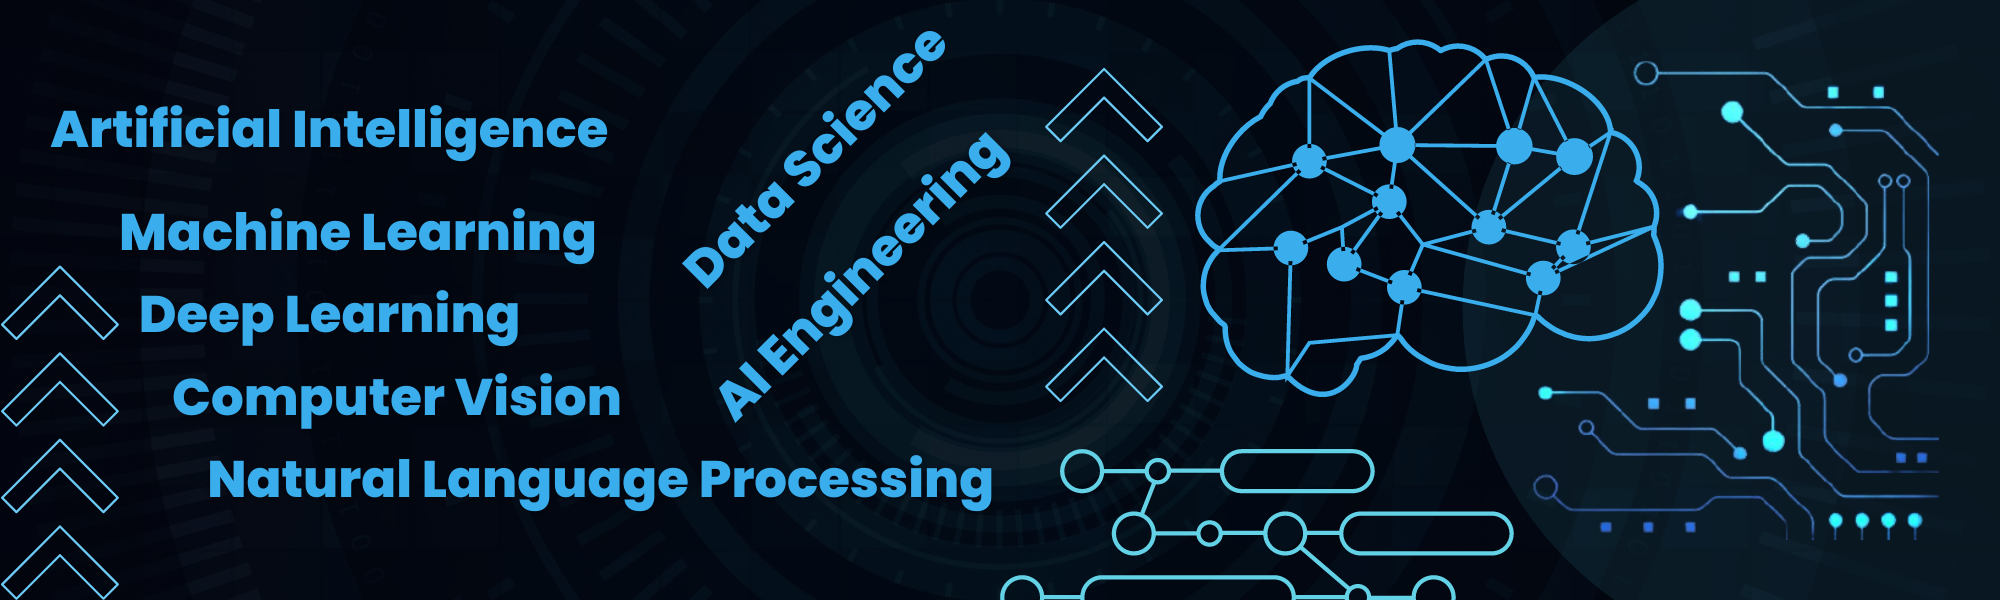 Artificial Intelligence
Machine Learning
Deep Learning
Computer Vision
Natural Language Processing
Data Science
AI Engineering